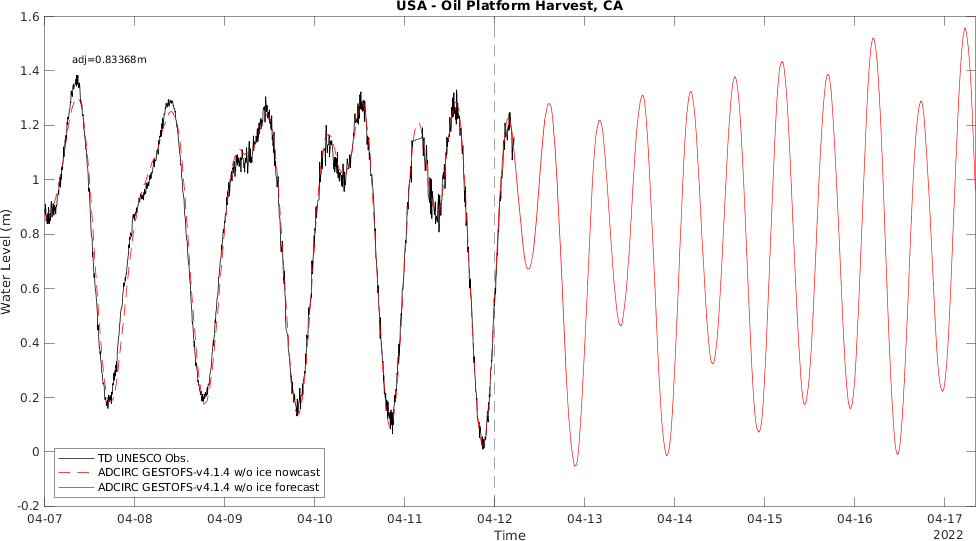 USA - Oil Platform Harvest, CA
adj=0.83368m
Water Level (m)
1.6
1.4
1.2
1
0.8
0.6
0.4
0.2
0
-0.2
TD UNESCO Obs.
ADCIRC GESTOFS-v4.1.4 w/o ice nowcast
ADCIRC GESTOFS-v4.1.4 w/o ice forecast
04-07 04-08 04-09 04-10 04-11 04-12 04-13 04-14 04-15 04-16 04-17
Time
2022